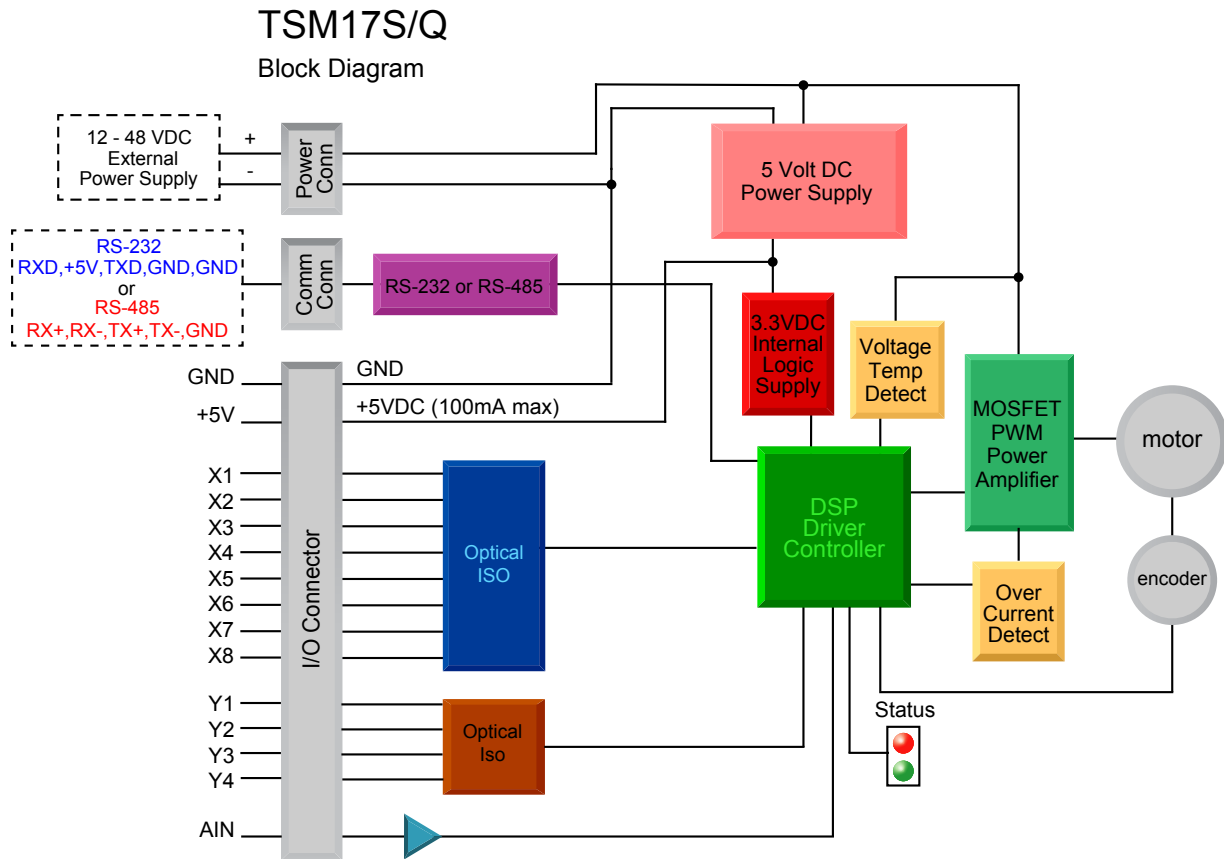 TSM17S/Q
Block Diagram
12 - 48 VDC
External
Power Supply
+
-
Power
Conn
5 Volt DC
Power Supply
RS-232
RXD,+5V,TXD,GND,GND
or
RS-485
RX+,RX-,TX+,TX-,GND
Comm
Conn
RS-232 or RS-485
3.3VDC
Internal
Logic
Supply
Voltage
Temp
Detect
MOSFET
PWM
Power
Amplifier
motor
encoder
GND
GND
+5V
+5VDC (100mA max)
I/O Connector
X1
X2
X3
X4
X5
X6
X7
X8
Optical
ISO
DSP
Driver
Controller
Over
Current
Detect
Y1
Y2
Y3
Y4
Optical
Iso
Status
AIN